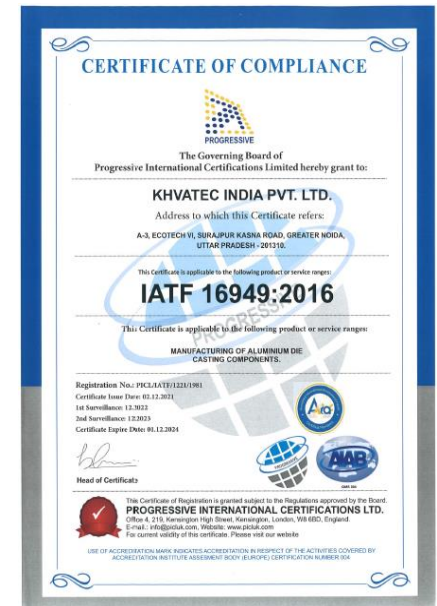 CERTIFICATE OF COMPLIANCE
PROGRESSIVE
The Governing Board of
Progressive International Certifications Limited hereby grant to:
KHVATEC INDIA PVT. LTD.
Address to which this Certificate refers:
A-3, ECOTECH VI, SURAJPUR KASNA ROAD, GREATER NOIDA,
UTTAR PRADESH - 201310.
This Certificate is applicable to the following product or service ranges:
IATF 16949:2016
PROGRESSI
This Certificate is applicable to the following product or service ranges:
MANUFACTURING OF ALUMINIUM DIE
CASTING COMPONENTS.
Registration No.: PICL/IATF/1221/1981
Certificate Issue Date: 02.12.2021
1st Surveillance: 12.2022
2nd Surveillance: 12.2023
Certificate Expire Date: 01.12.2024
Head of Certificate
PROGRESSIVE
AIAB
This Certificate of Registration is granted subject to the Regulations approved by the Board.
PROGRESSIVE INTERNATIONAL CERTIFICATIONS LTD.
Office 4, 219, Kensington High Street, Kensington, London, W8 6BD, England.
E-mail.: info@picluk.com, Website: www.picluk.com
For current validity of this certificate. Please visit our website
USE OF ACCREDITATION MARK INDICATES ACCREDITATION IN RESPECT OF THE ACTIVITIES COVERED BY
ACCRECITATION INSTITUTE ASSESMENT BODY (EUROPE) CERTIFICATION NUMBER 004